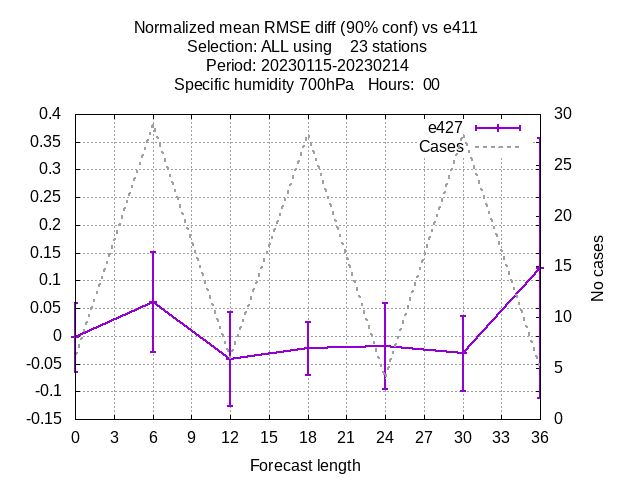 Normalized mean RMSE diff (90% conf) vs e411
Selection: ALL using    23 stations
Period: 20230115-20230214
Specific humidity 700hPa   Hours:  00
0.4
0.35
0.3
0.25
0.2
0.15
0.1
0.05
0
-0.05
-0.1
-0.15
e427
Cases
30
25
20
15
10
5
0
No cases
0 3 6 9 12 15 18 21 24 27 30 33 36
Forecast length